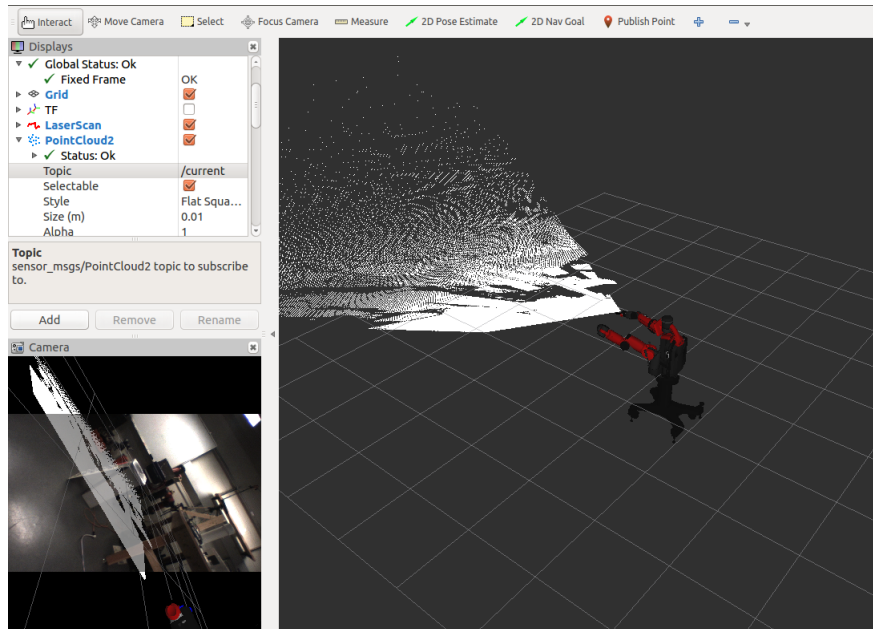 Interact Move Camera Select Focus Camera Measure 2D Pose Estimate 2D Nav Goal Publish Point
Displays
Global Status: Ok
Fixed Frame OK
Grid
TF
LaserScan
PointCloud2
Status: Ok
Topic /current
Selectable
Style Flat Squa...
Size (m) 0.01
Alpha 1
Topic
sensor_msgs/PointCloud2 topic to subscribe
to.
Add Remove Rename
Camera